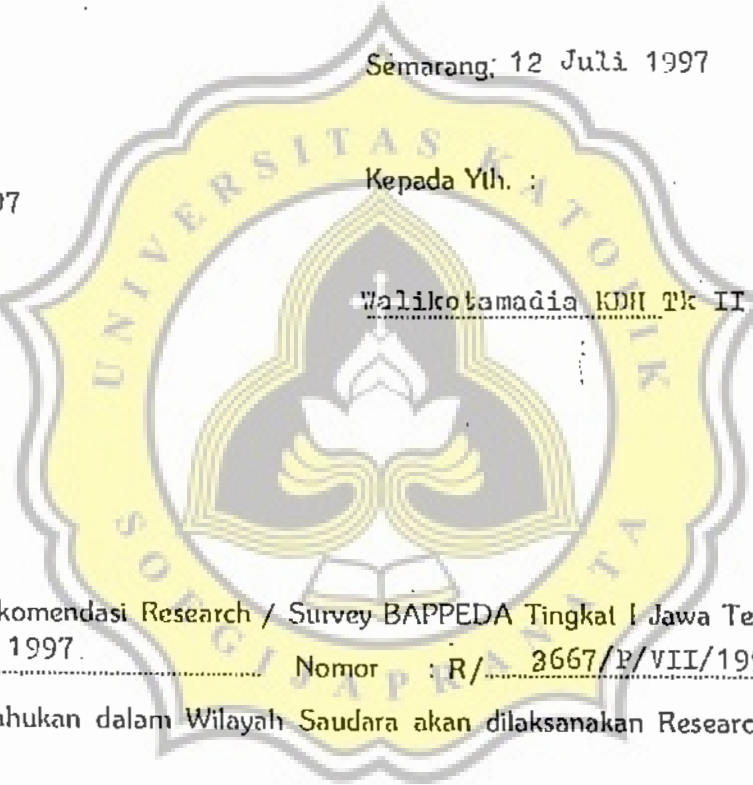 Semarang, 12 Juli 1997
Kepada Yth. :
97
Walikotamadia KDH Tk II
UNIVERSITAS KATOLIK
SOEGIJAPRANATA
komendasi Research / Survey BAPPEDA Tingkat I Jawa Te
1997. Nomor : R/ 3667/P/VII/199
ahukan dalam Wilayah Saudara akan dilaksanakan Researc